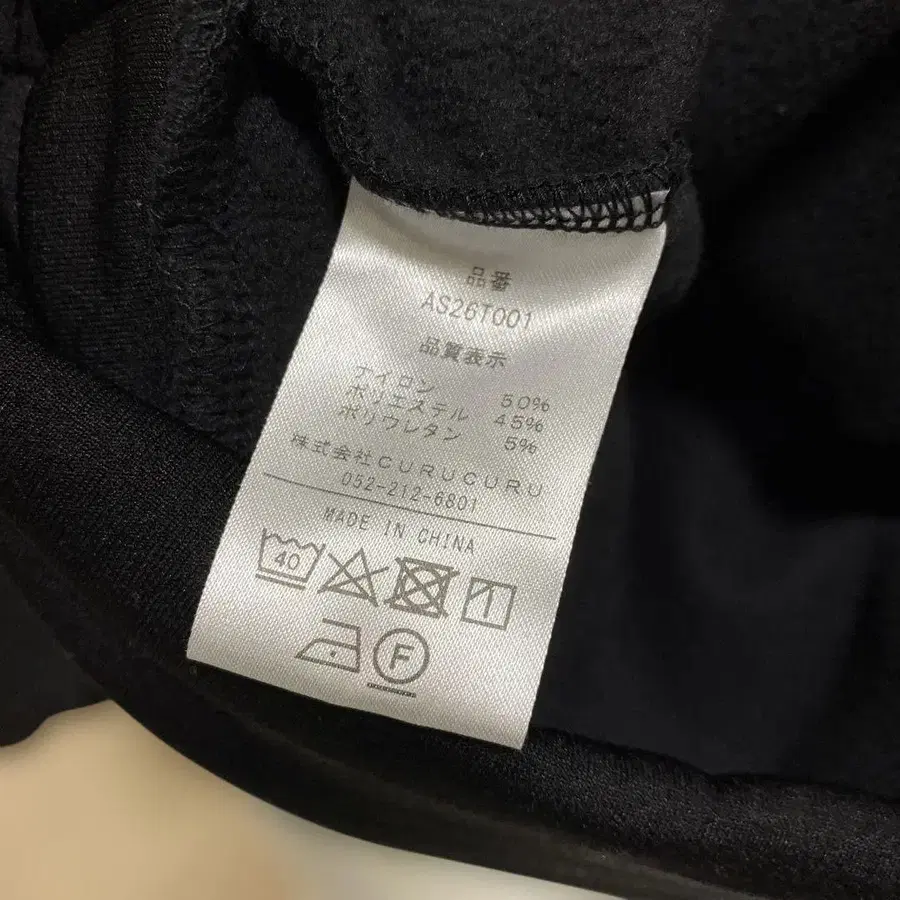 品番
AS26T001
品質表示
ナイロン 50%
ポリエステル 45%
ポリウレタン 5%
株式会社CURUCURU
052-212-6801
MADE IN CHINA
40
F